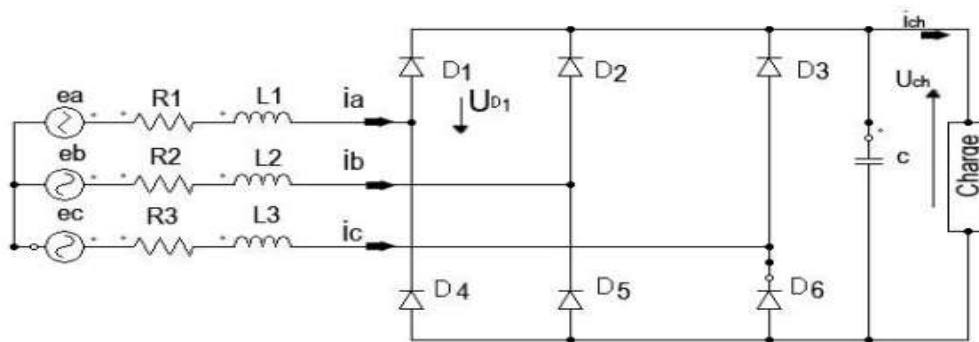 ich
D1
D2
D3
ea
R1
L1
ia
UD1
Uch
eb
R2
L2
ib
c
Charge
ec
R3
L3
ic
D4
D5
D6